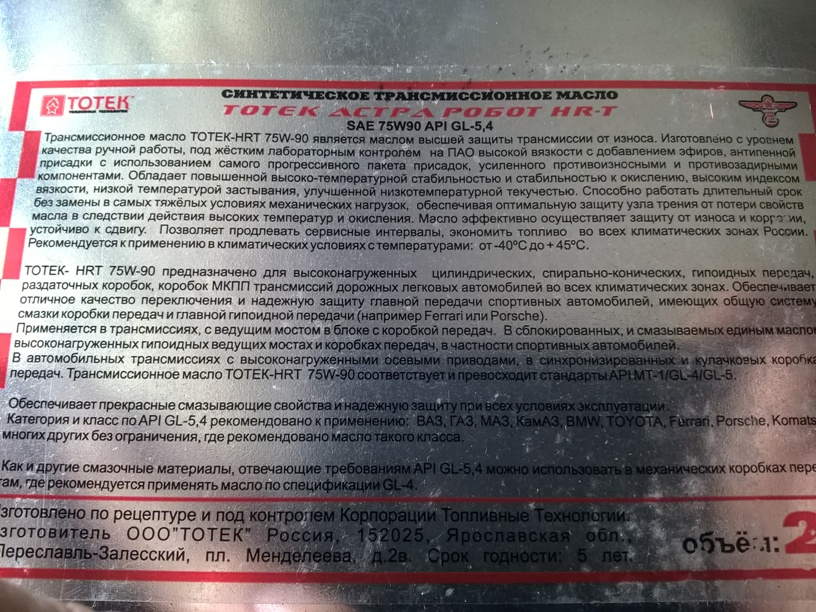 ТОТЕК
СИНТЕТИЧЕСКОЕ ТРАНСМИССИОННОЕ МАСЛО
ТОТЕК АСТРА РОБОТ HR-T
SAE 75W90 API GL-5,4
Трансмиссионное масло ТОТЕК-HRT 75W-90 является маслом высшей защиты трансмиссии от износа. Изготовлено с уровнем
качества ручной работы, под жёстким лабораторным контролем на ПАО высокой вязкости с добавлением эфиров, антипенной
присадки с использованием самого прогрессивного пакета присадок, усиленного противоизносными и противозадирными
компонентами. Обладает повышенной высоко-температурной стабильностью и стабильностью к окислению, высоким индексом
вязкости, низкой температурой застывания, улучшенной низкотемпературной текучестью. Способно работать длительный срок
без замены в самых тяжёлых условиях механических нагрузок, обеспечивая оптимальную защиту узла трения от потери свойств
масла в следствии действия высоких температур и окисления. Масло эффективно осуществляет защиту от износа и коррозии,
устойчиво к сдвигу. Позволяет продлевать сервисные интервалы, экономить топливо во всех климатических зонах России.
Рекомендуется к применению в климатических условиях с температурами: от -40°С до + 45°С.
ТОТЕК- HRT 75W-90 предназначено для высоконагруженных цилиндрических, спирально-конических, гипоидных передач,
раздаточных коробок, коробок МКПП трансмиссий дорожных легковых автомобилей во всех климатических зонах. Обеспечивает
отличное качество переключения и надежную защиту главной передачи спортивных автомобилей, имеющих общую систему
смазки коробки передач и главной гипоидной передачи (например Ferrari или Porsche).
Применяется в трансмиссиях, с ведущим мостом в блоке с коробкой передач. В сблокированных, и смазываемых единым маслом
высоконагруженных гипоидных ведущих мостах и коробках передач, в частности спортивных автомобилей.
В автомобильных трансмиссиях с высоконагруженными осевыми приводами, в синхронизированных и кулачковых коробка
передач. Трансмиссионное масло ТОТЕК-HRT 75W-90 соответствует и превосходит стандарты API MT-1/GL-4/GL-5.
Обеспечивает прекрасные смазывающие свойства и надежную защиту при всех условиях эксплуатации.
Категория и класс по API GL-5,4 рекомендовано к применению: ВАЗ, ГАЗ, МАЗ, КамАЗ, BMW, TOYOTA, Furrari, Porsche, Komats
многих других без ограничения, где рекомендовано масло такого класса.
Как и другие смазочные материалы, отвечающие требованиям API GL-5,4 можно использовать в механических коробках пере
там, где рекомендуется применять масло по спецификации GL-4.
зготовлено по рецептуре и под контролем Корпорации Топливные Технологии.
зготовитель ООО"ТОТЕК" Россия, 152025, Ярославская обл.,
Переславль-Залесский, пл. Менделеева, д.2в. Срок годности: 5 лет.
объём: 2